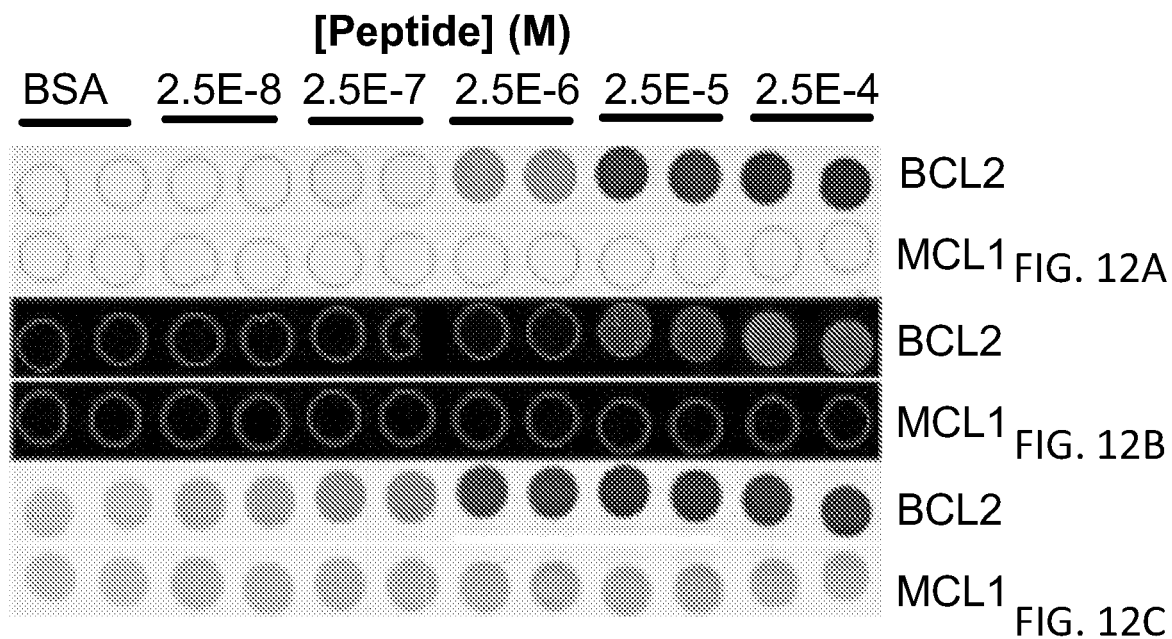 [Peptide] (M)
BSA 2.5E-8 2.5E-7 2.5E-6 2.5E-5 2.5E-4
BCL2
MCL1 FIG. 12A
BCL2
MCL1 FIG. 12B
BCL2
MCL1 FIG. 12C